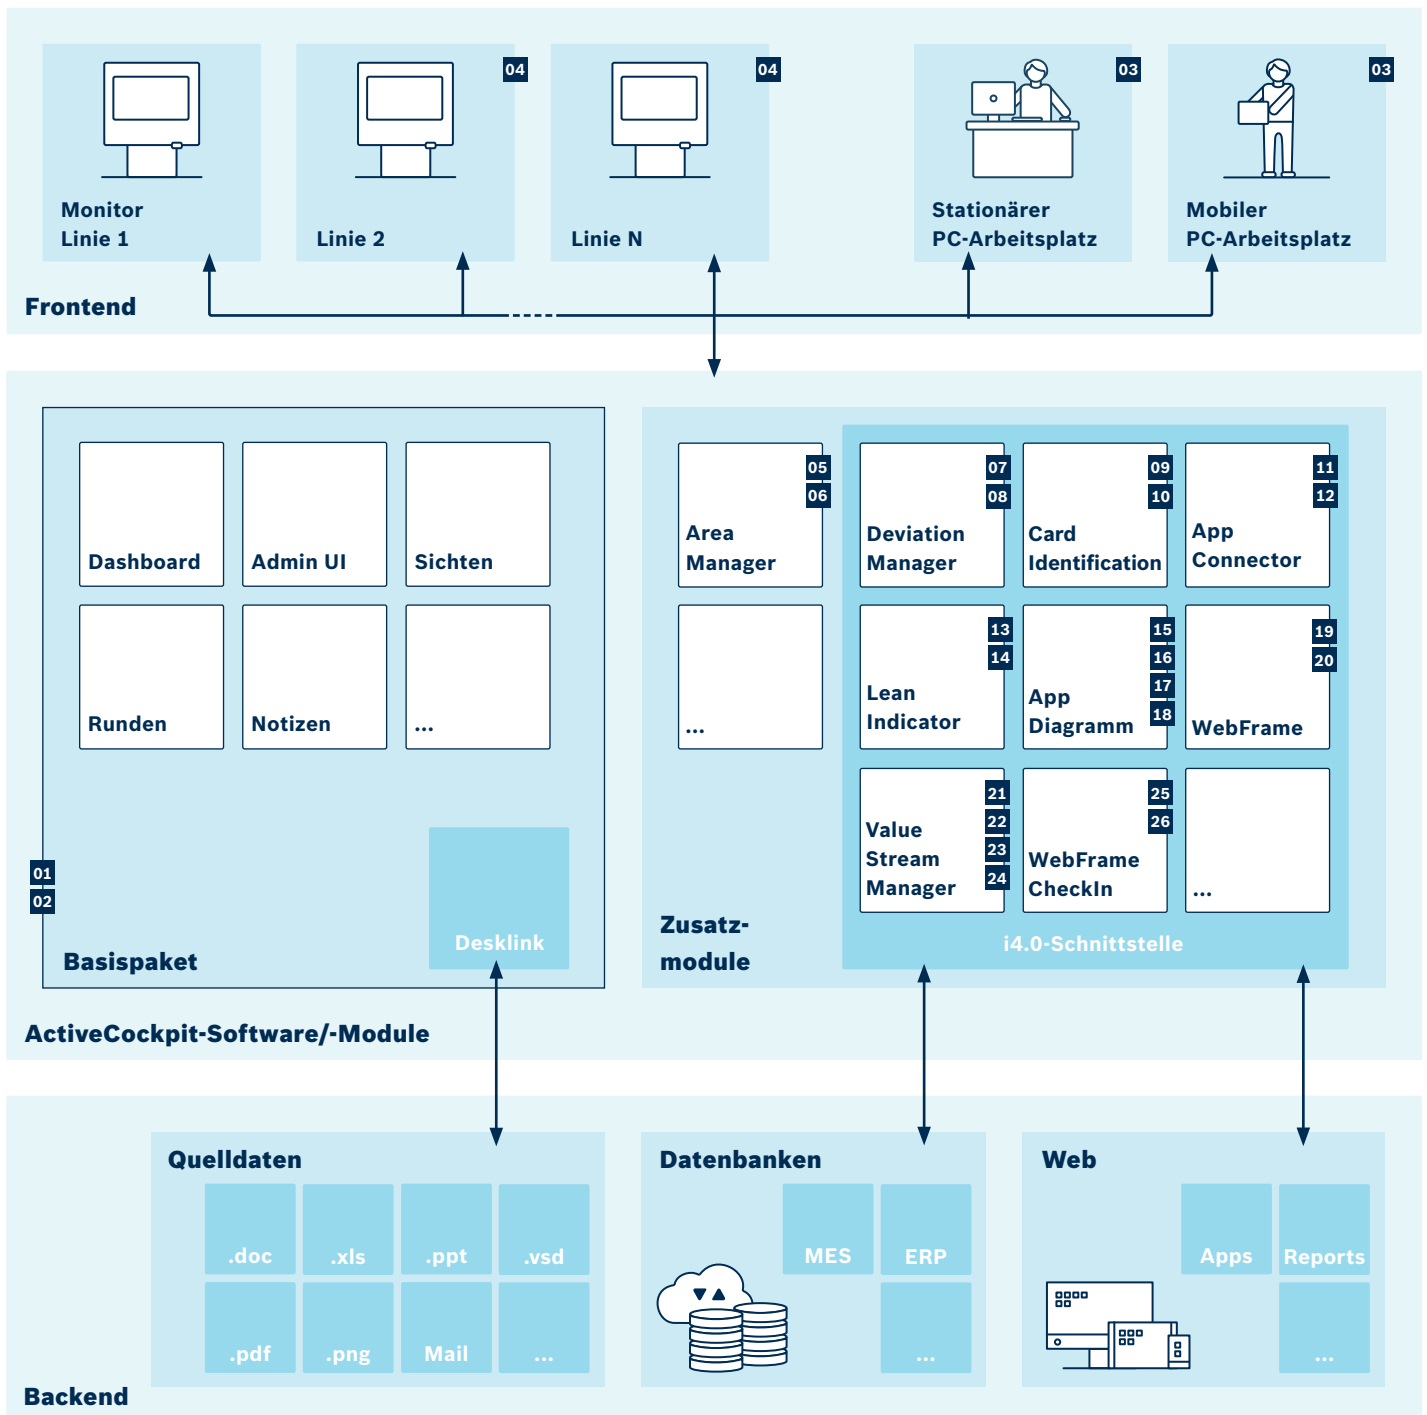 04
04
03
03
Monitor
Linie 1
Linie 2
Linie N
Stationärer
PC-Arbeitsplatz
Mobiler
PC-Arbeitsplatz
Frontend
Dashboard
Admin UI
Sichten
Runden
Notizen
...
01
02
Desklink
Basispaket
05
06
Area
Manager
...
07
08
Deviation
Manager
09
10
Card
Identification
11
12
App
Connector
13
14
Lean
Indicator
15
16
17
18
App
Diagramm
19
20
WebFrame
21
22
23
24
Value
Stream
Manager
25
26
WebFrame
CheckIn
...
Zusatz-
module
i4.0-Schnittstelle
ActiveCockpit-Software/-Module
Quelldaten
.doc
.xls
.ppt
.vsd
.pdf
.png
Mail
...
Datenbanken
MES
ERP
...
Web
Apps
Reports
...
Backend